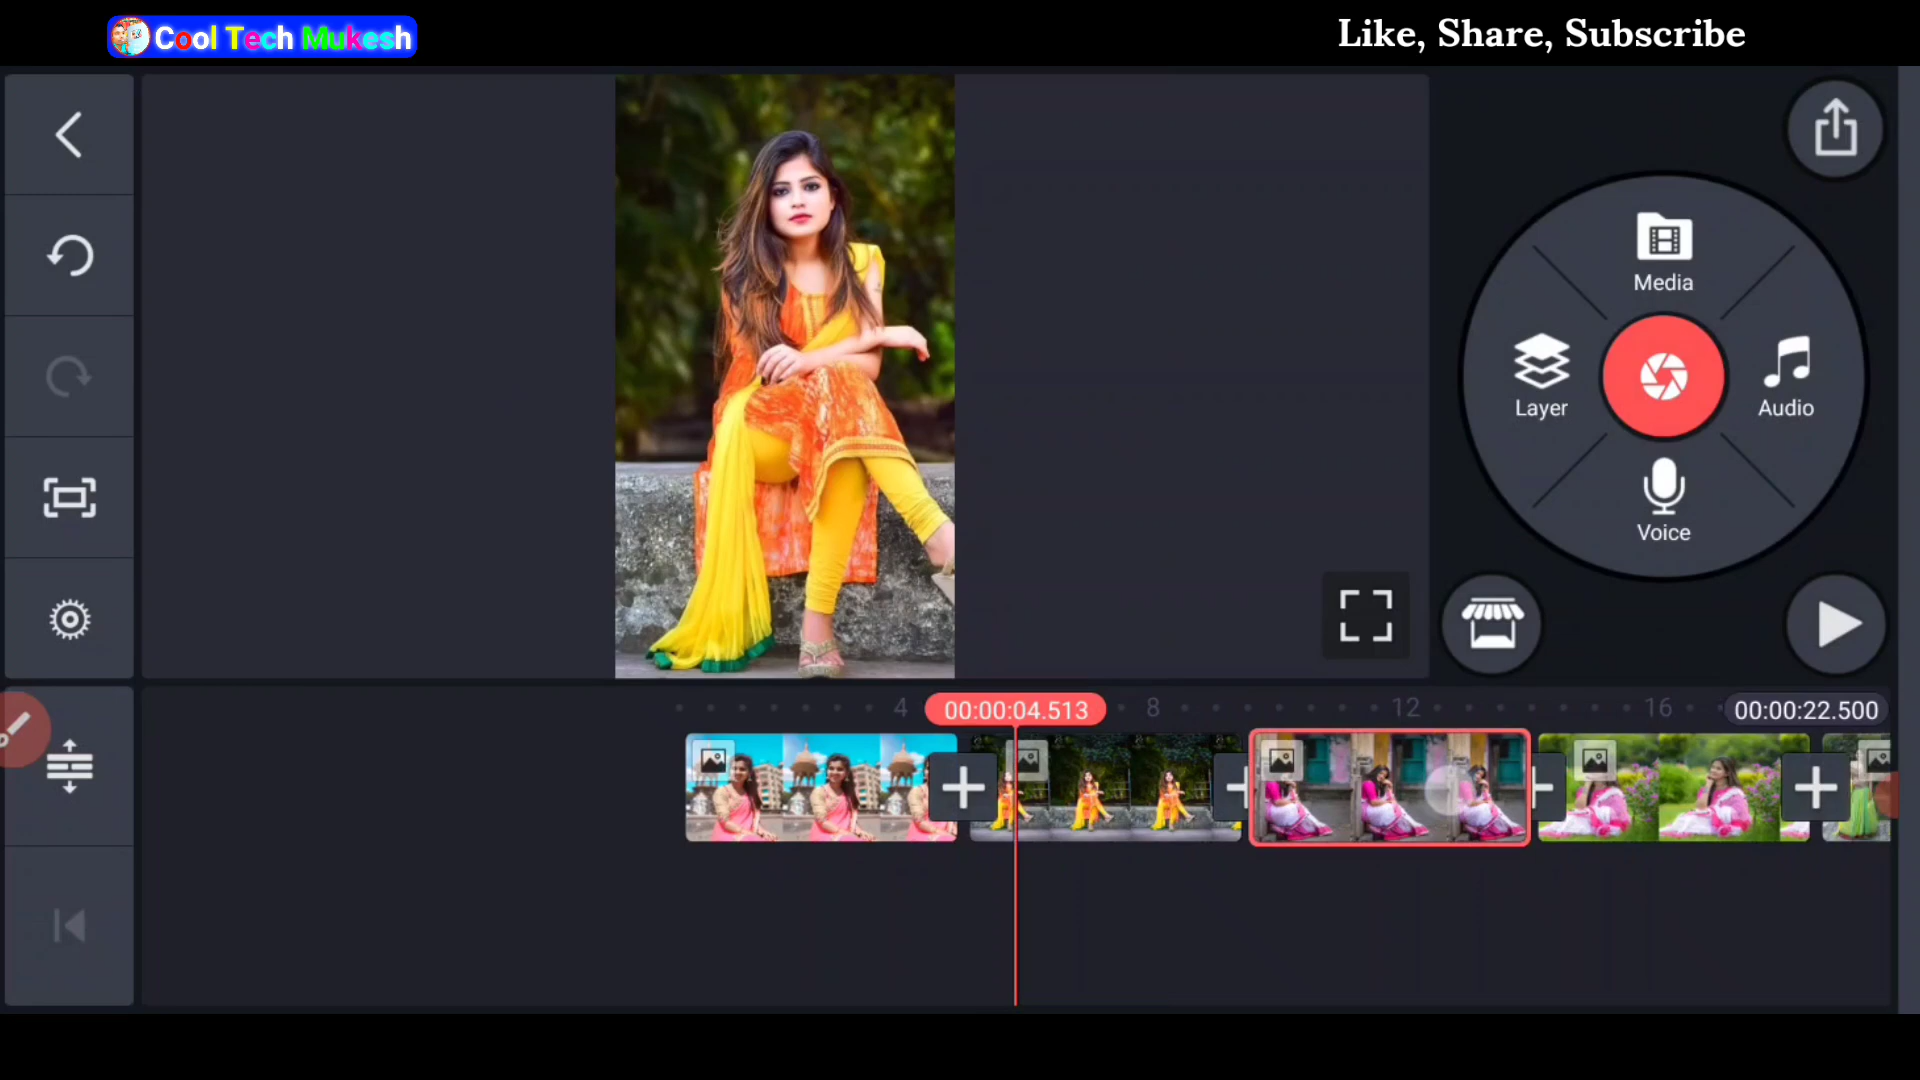 Cool Tech Mukesh
Like, Share, Subscribe
Media
Layer
Audio
Voice
4
00:00:04.513
8
12
16
00:00:22.500